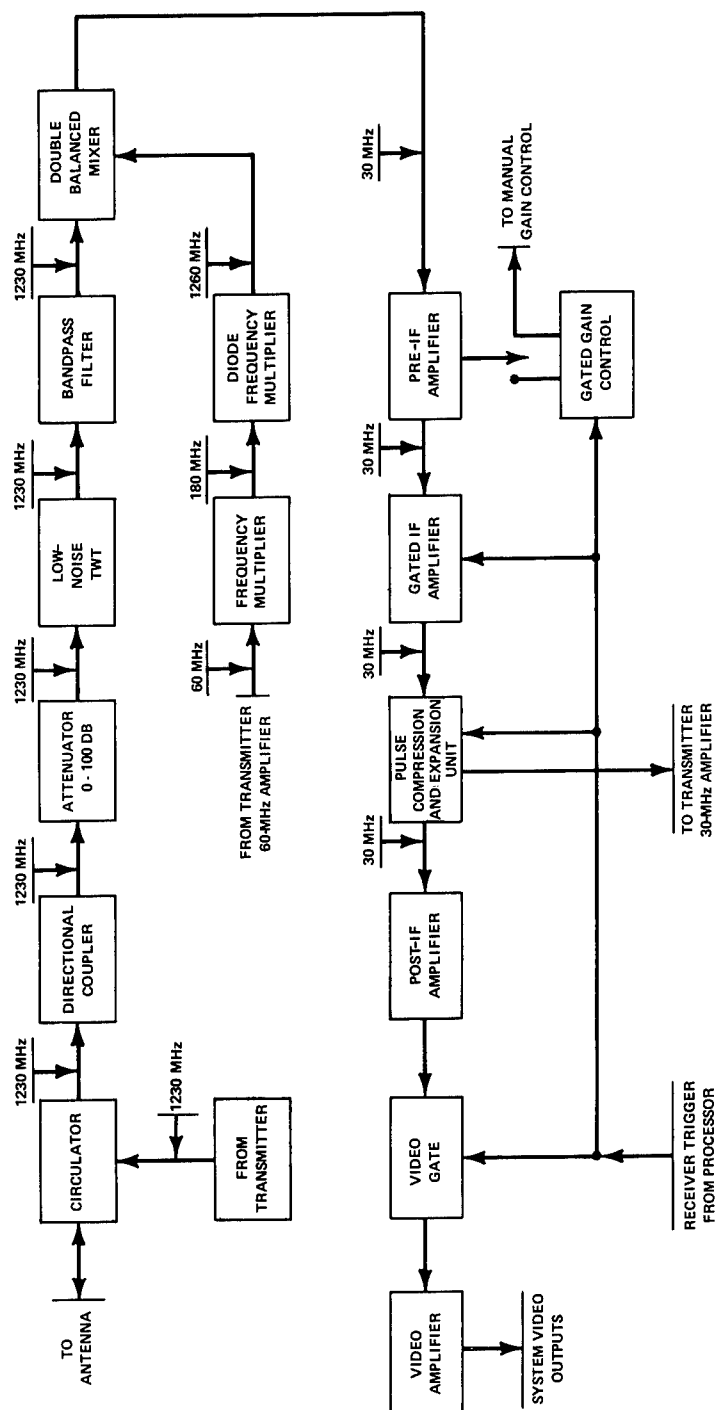 TO
ANTENNA
CIRCULATOR
1230 MHz
FROM
TRANSMITTER
1230 MHz
DIRECTIONAL
COUPLER
1230 MHz
ATTENUATOR
0 - 100 DB
1230 MHz
LOW-
NOISE
TWT
1230 MHz
BANDPASS
FILTER
1230 MHz
DOUBLE
BALANCED
MIXER
FROM TRANSMITTER
60-MHz AMPLIFIER
60 MHz
FREQUENCY
MULTIPLIER
180 MHz
DIODE
FREQUENCY
MULTIPLIER
1260 MHz
30 MHz
PRE-IF
AMPLIFIER
TO MANUAL
GAIN CONTROL
GATED GAIN
CONTROL
30 MHz
GATED IF
AMPLIFIER
30 MHz
PULSE
COMPRESSION
AND EXPANSION
UNIT
TO TRANSMITTER
30-MHz AMPLIFIER
30 MHz
POST-IF
AMPLIFIER
VIDEO
GATE
RECEIVER TRIGGER
FROM PROCESSOR
VIDEO
AMPLIFIER
SYSTEM VIDEO
OUTPUTS